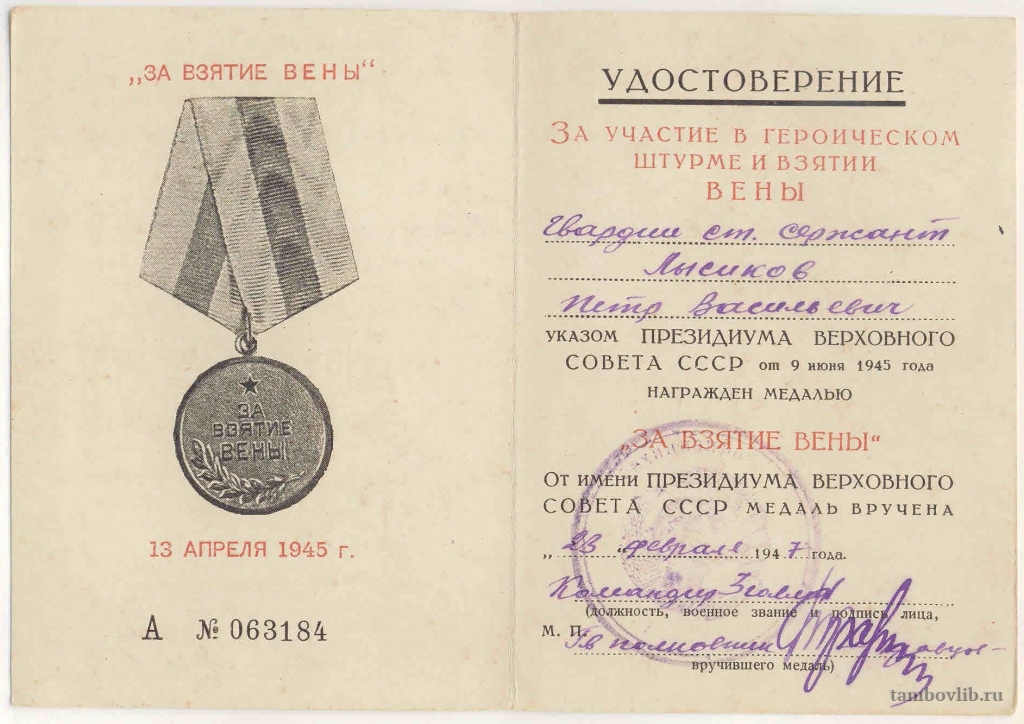 „ЗА ВЗЯТИЕ ВЕНЫ“
ЗА
ВЗЯТИЕ
ВЕНЫ
13 АПРЕЛЯ 1945 г.
А № 063184
УДОСТОВЕРЕНИЕ
ЗА УЧАСТИЕ В ГЕРОИЧЕСКОМ
ШТУРМЕ И ВЗЯТИИ
ВЕНЫ
Гвардии ст. сержант
Лысиков
Петр Васильевич
УКАЗОМ ПРЕЗИДИУМА ВЕРХОВНОГО
СОВЕТА СССР от 9 июня 1945 года
НАГРАЖДЕН МЕДАЛЬЮ
„ЗА ВЗЯТИЕ ВЕНЫ“
От имени ПРЕЗИДИУМА ВЕРХОВНОГО
СОВЕТА СССР МЕДАЛЬ ВРУЧЕНА
„23“ февраля 1947 года.
Командир
(должность, военное звание и подпись лица,
М. П. Гв полковник
вручившего медаль)
tambovlib.ru